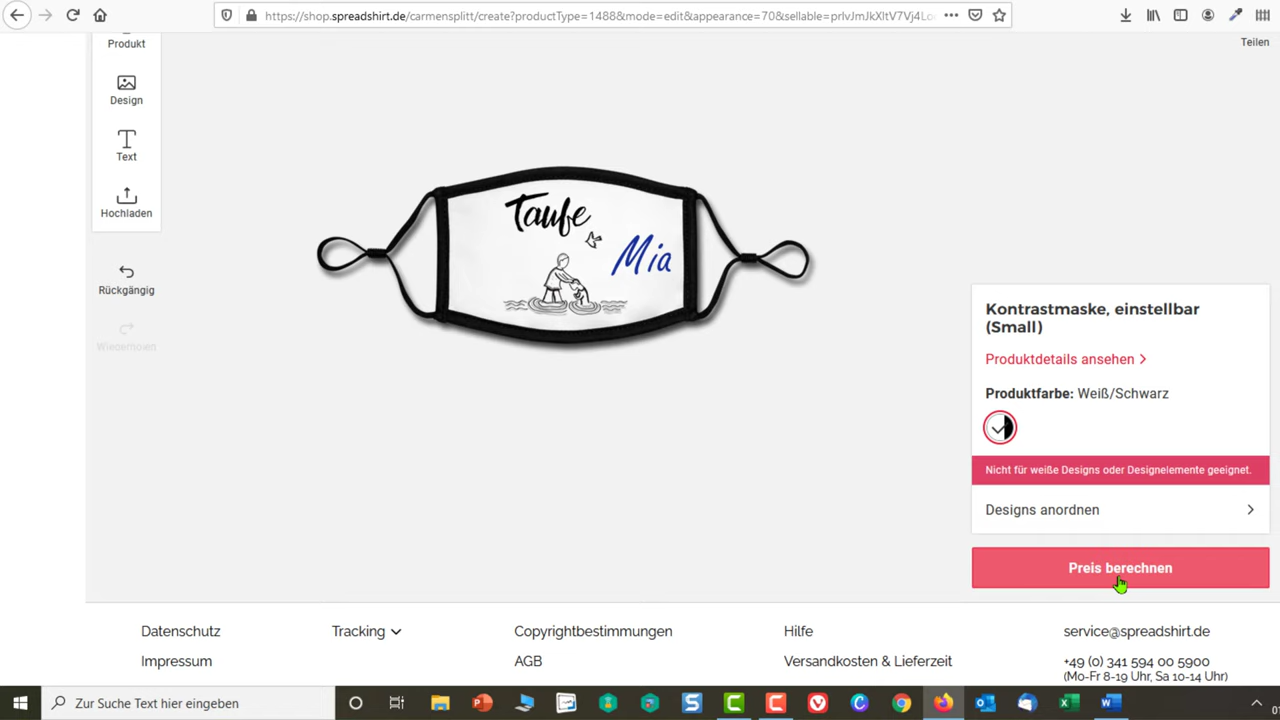 https://shop.spreadshirt.de/carmensplitt/create?productType=1488&mode=edit&appearance=70&sellable=prlvJmJkXltV7Vj4Lo
Produkt
Teilen
Design
Text
Hochladen
Rückgängig
Wiederholen
Taufe
Mia
Kontrastmaske, einstellbar
(Small)
Produktdetails ansehen
Produktfarbe: Weiß/Schwarz
Nicht für weiße Designs oder Designelemente geeignet.
Designs anordnen
Preis berechnen
Datenschutz
Tracking
Copyrightbestimmungen
Hilfe
service@spreadshirt.de
Impressum
AGB
Versandkosten & Lieferzeit
+49 (0) 341 594 00 5900
(Mo-Fr 8-19 Uhr, Sa 10-14 Uhr)
Zur Suche Text hier eingeben